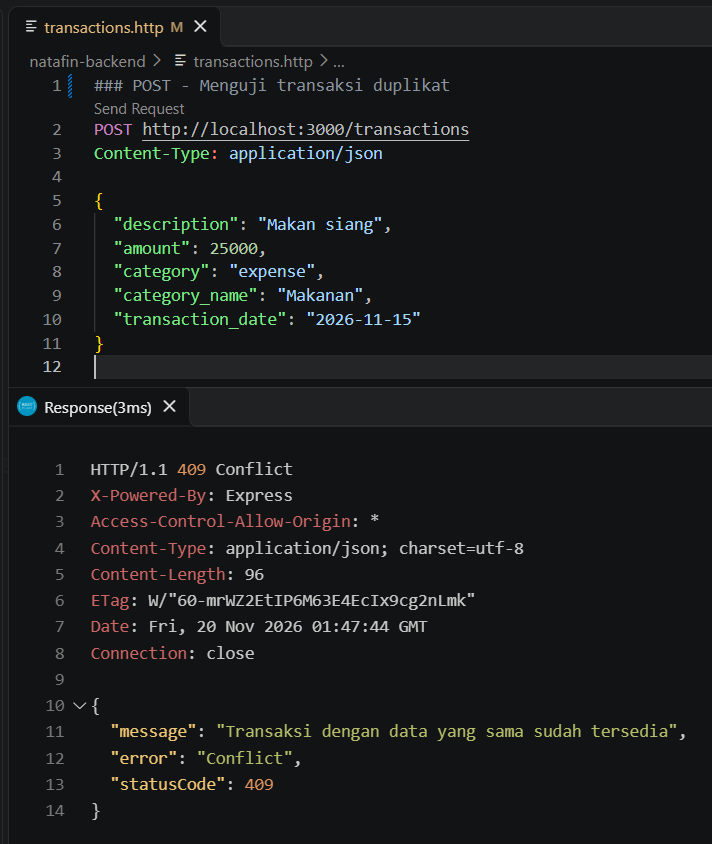 transactions.http M
natafin-backend > transactions.http > ...
1 ### POST - Menguji transaksi duplikat
Send Request
2 POST http://localhost:3000/transactions
3 Content-Type: application/json
4
5 {
6 "description": "Makan siang",
7 "amount": 25000,
8 "category": "expense",
9 "category_name": "Makanan",
10 "transaction_date": "2026-11-15"
11 }
12
Response(3ms)
1 HTTP/1.1 409 Conflict
2 X-Powered-By: Express
3 Access-Control-Allow-Origin: *
4 Content-Type: application/json; charset=utf-8
5 Content-Length: 96
6 ETag: W/"60-mrWZ2EtIP6M63E4EcIx9cg2nLmk"
7 Date: Fri, 20 Nov 2026 01:47:44 GMT
8 Connection: close
9
10 {
11 "message": "Transaksi dengan data yang sama sudah tersedia",
12 "error": "Conflict",
13 "statusCode": 409
14 }